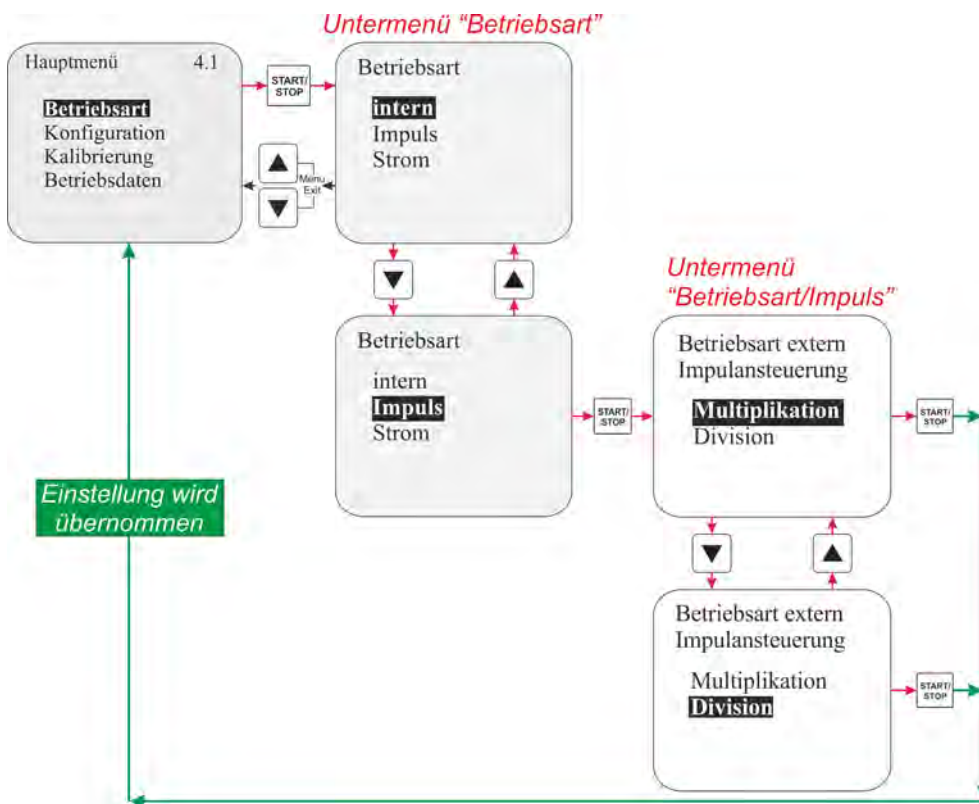 Untermenü “Betriebsart”
Hauptmenü 4.1
Betriebsart
Konfiguration
Kalibrierung
Betriebsdaten
START/
STOP
Menu
Exit
Betriebsart
intern
Impuls
Strom
Betriebsart
intern
Impuls
Strom
START/
STOP
Untermenü
“Betriebsart/Impuls”
Betriebsart extern
Impulansteuerung
Multiplikation
Division
START/
STOP
Einstellung wird
übernommen
Betriebsart extern
Impulansteuerung
Multiplikation
Division
START/
STOP